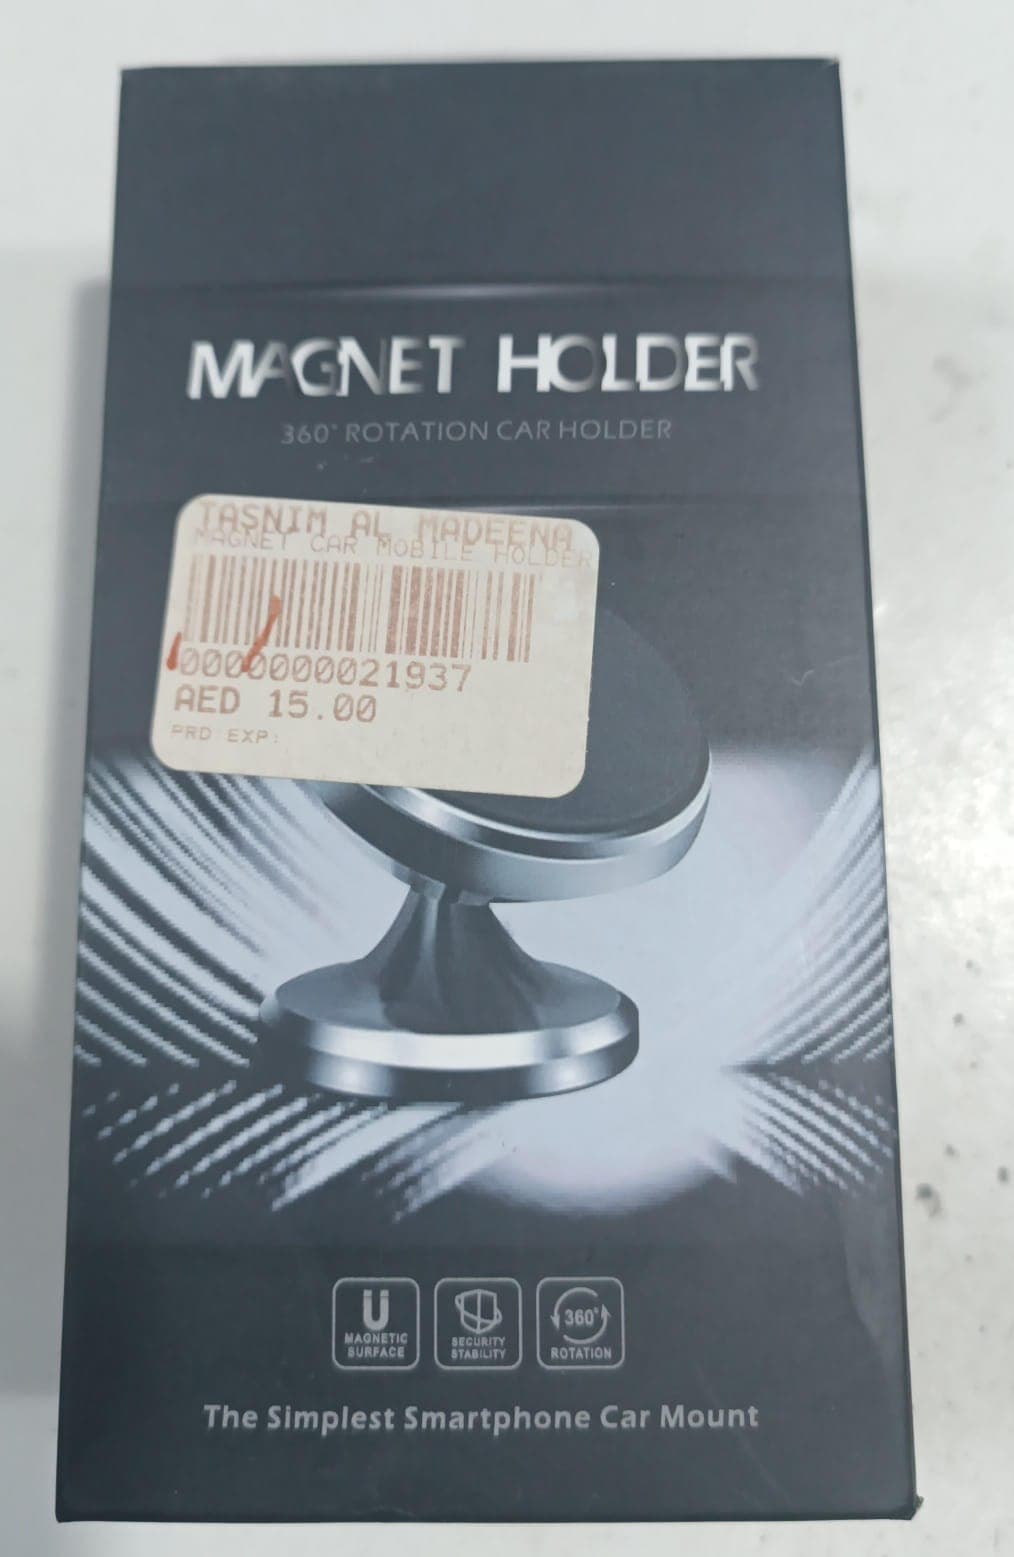 MAGNET HOLDER
360° ROTATION CAR HOLDER
TASNIM AL MADEENA
MAGNET CAR MOBILE HOLDER
0000000021937
AED 15.00
PRD EXP:
MAGNETIC
SURFACE
SECURITY
STABILITY
360°
ROTATION
The Simplest Smartphone Car Mount